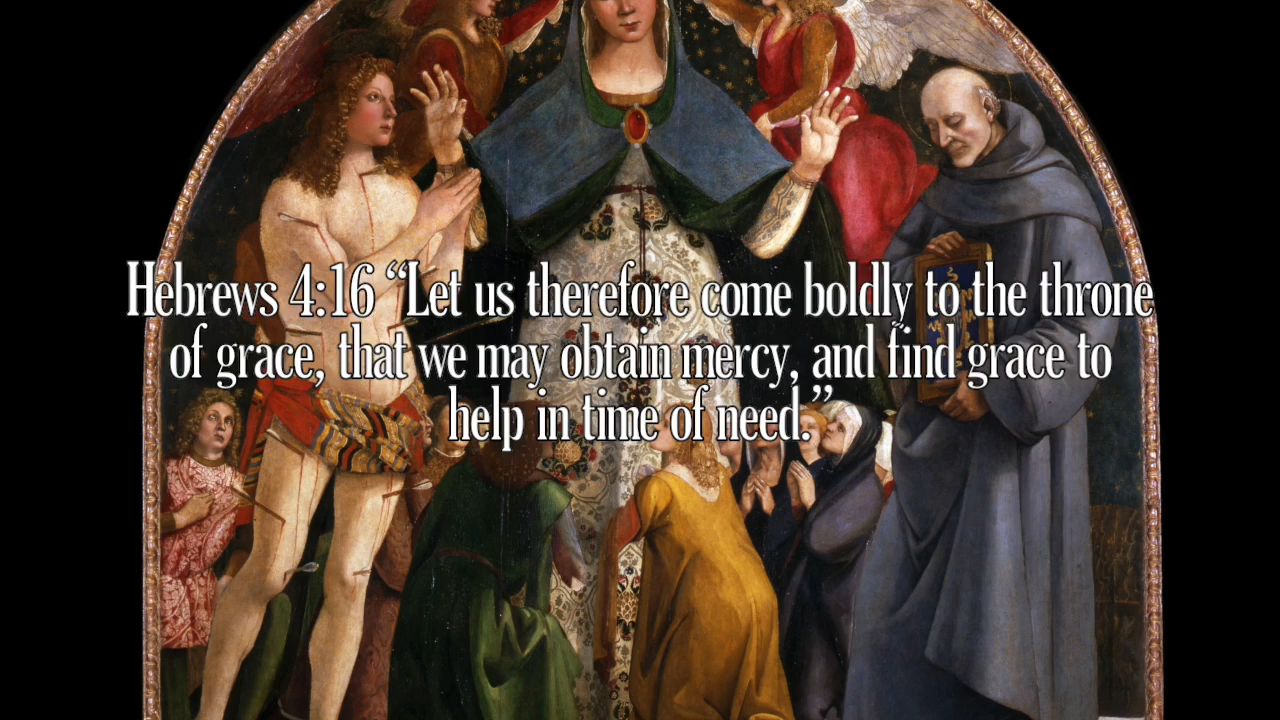 Hebrews 4:16 “Let us therefore come boldly to the throne
of grace, that we may obtain mercy, and find grace to
help in time of need.”